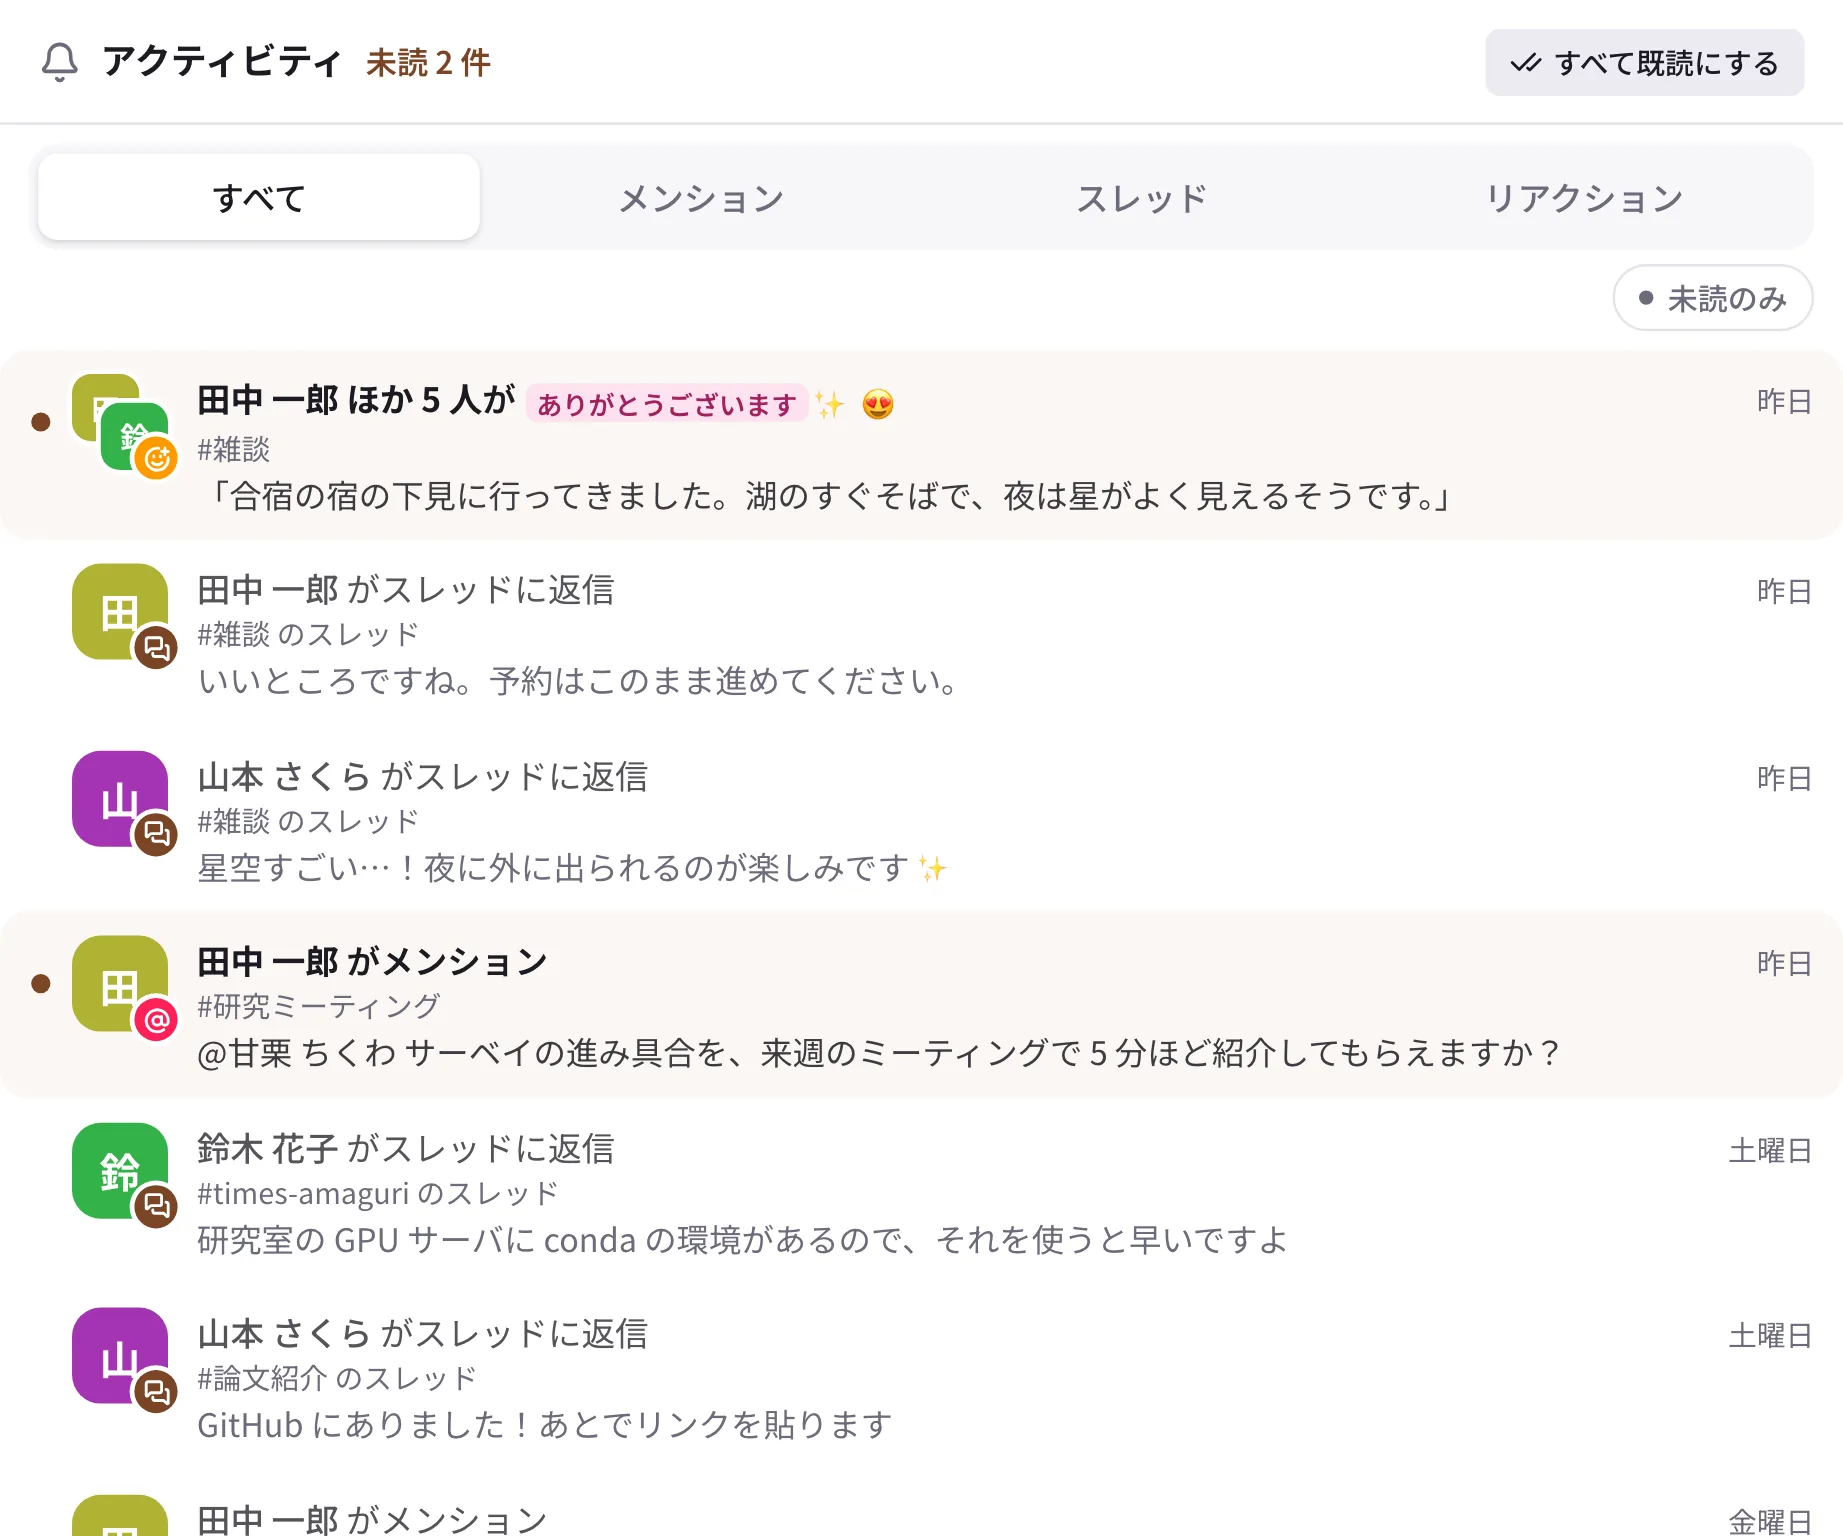 アクティビティ 未読 2 件
すべて既読にする
すべて
メンション
スレッド
リアクション
未読のみ
田中 一郎 ほか 5 人が ありがとうございます ✨ 😍
昨日
#雑談
「合宿の宿の下見に行ってきました。湖のすぐそばで、夜は星がよく見えるそうです。」
鈴
田
田中 一郎 がスレッドに返信
昨日
#雑談 のスレッド
いいところですね。予約はこのまま進めてください。
山
山本 さくら がスレッドに返信
昨日
#雑談 のスレッド
星空すごい…！夜に外に出られるのが楽しみです ✨
田
田中 一郎 がメンション
昨日
#研究ミーティング
@甘栗 ちくわ サーベイの進み具合を、来週のミーティングで 5 分ほど紹介してもらえますか？
鈴
鈴木 花子 がスレッドに返信
土曜日
#times-amaguri のスレッド
研究室の GPU サーバに conda の環境があるので、それを使うと早いですよ
山
山本 さくら がスレッドに返信
土曜日
#論文紹介 のスレッド
GitHub にありました！あとでリンクを貼ります
田中 一郎 がメンション
金曜日